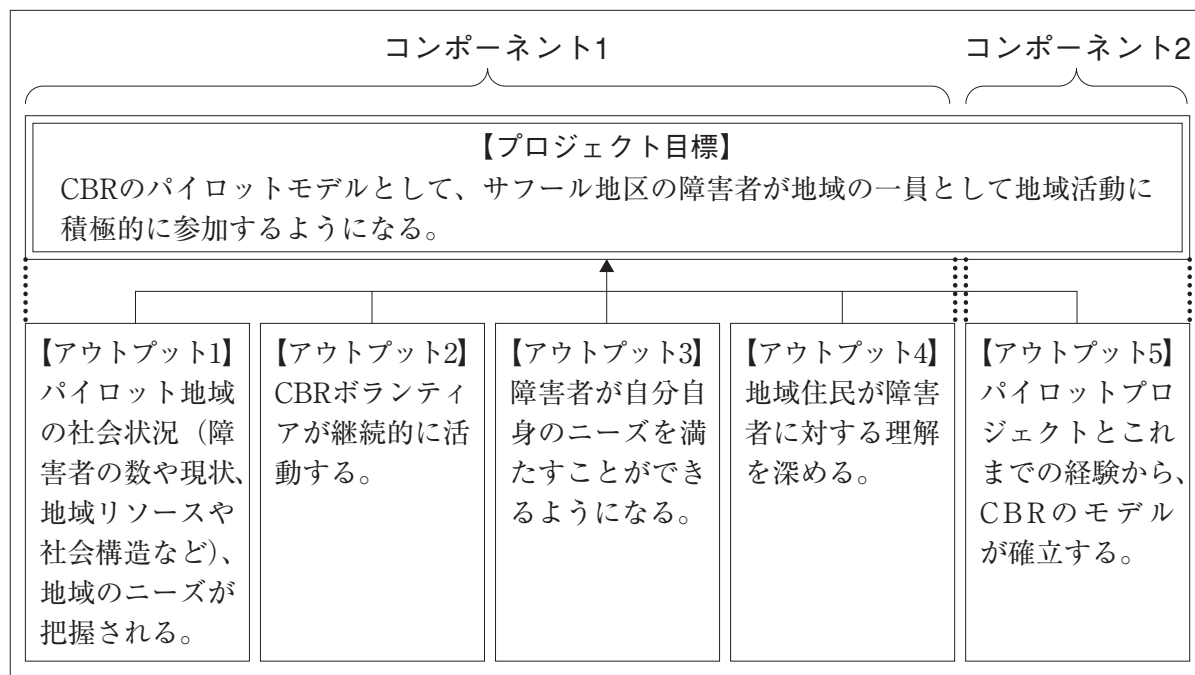 コンポーネント1
コンポーネント2
【プロジェクト目標】
CBRのパイロットモデルとして、サフール地区の障害者が地域の一員として地域活動に
積極的に参加するようになる。
【アウトプット1】
パイロット地域
の社会状況（障
害者の数や現状、
地域リソースや
社会構造など）、
地域のニーズが
把握される。
【アウトプット2】
CBRボランティ
アが継続的に活
動する。
【アウトプット3】
障害者が自分自
身のニーズを満
たすことができ
るようになる。
【アウトプット4】
地域住民が障害
者に対する理解
を深める。
【アウトプット5】
パイロットプロ
ジェクトとこれ
までの経験から、
CBRのモデル
が確立する。